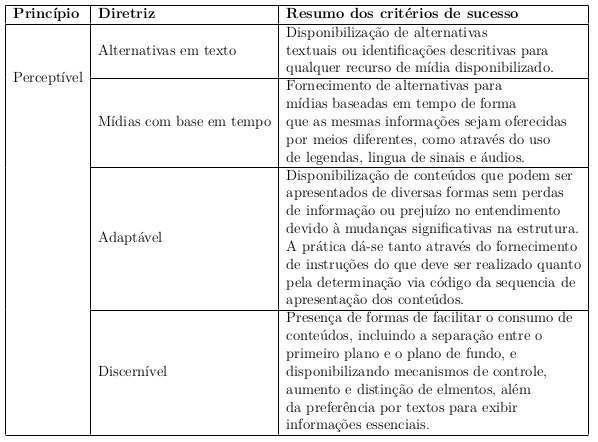 Princípio Diretriz Resumo dos critérios de sucesso
Perceptível
Alternativas em texto
Disponibilização de alternativas
textuais ou identificações descritivas para
qualquer recurso de mídia disponibilizado.
Mídias com base em tempo
Fornecimento de alternativas para
mídias baseadas em tempo de forma
que as mesmas informações sejam oferecidas
por meios diferentes, como através do uso
de legendas, lingua de sinais e áudios.
Adaptável
Disponibilização de conteúdos que podem ser
apresentados de diversas formas sem perdas
de informação ou prejuízo no entendimento
devido à mudanças significativas na estrutura.
A prática dá-se tanto através do fornecimento
de instruções do que deve ser realizado quanto
pela determinação via código da sequencia de
apresentação dos conteúdos.
Discernível
Presença de formas de facilitar o consumo de
conteúdos, incluindo a separação entre o
primeiro plano e o plano de fundo, e
disponibilizando mecanismos de controle,
aumento e distinção de elmentos, além
da preferência por textos para exibir
informações essenciais.